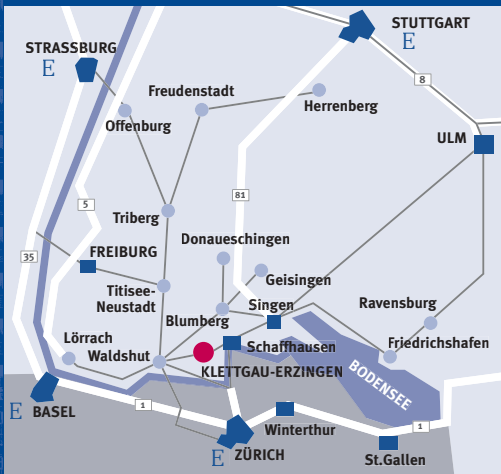 STUTTGART
E
STRASSBURG
E
8
Freudenstadt
Herrenberg
Offenburg
ULM
81
5
Triberg
Donaueschingen
FREIBURG
35
Geisingen
Titisee-
Neustadt
Singen
Ravensburg
Blumberg
Lörrach
Waldshut
Schaffhausen
Friedrichshafen
KLETTGAU-ERZINGEN
BODENSEE
E
BASEL
1
Winterthur
1
E
ZÜRICH
St.Gallen